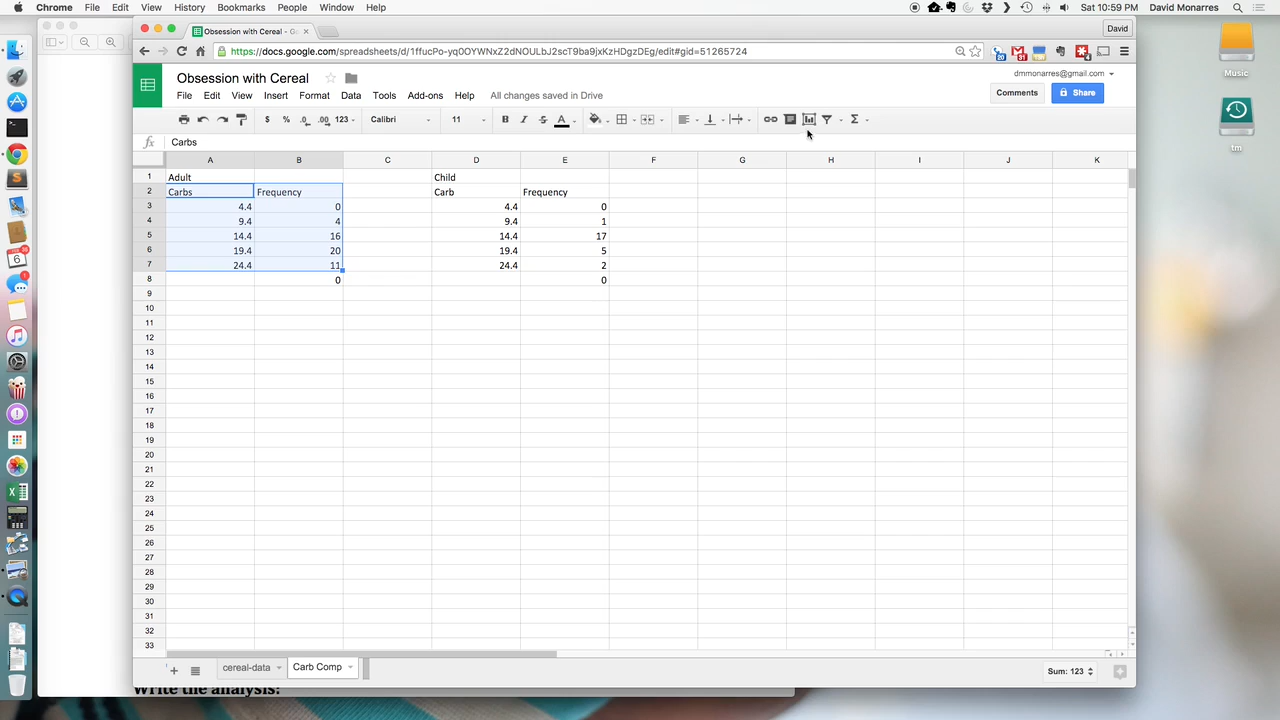 Chrome File Edit View History Bookmarks People Window Help Sat 10:59 PM David Monarres
Obsession with Cereal - Go David
https://docs.google.com/spreadsheets/d/1ffucPo-yq0OYWNxZ2dNOULbJ2scT9ba9jxKzHDgzDEg/edit#gid=51265724
Obsession with Cereal dmmonarres@gmail.com
File Edit View Insert Format Data Tools Add-ons Help All changes saved in Drive Comments Share
$ % .0 .00 123 Calibri 11 B I S A Σ
fx Carbs
A B C D E F G H I J K
1 Adult Child
2 Carbs Frequency Carb Frequency
3 4.4 0 4.4 0
4 9.4 4 9.4 1
5 14.4 16 14.4 17
6 19.4 20 19.4 5
7 24.4 11 24.4 2
8 0 0
9
10
11
12
13
14
15
16
17
18
19
20
21
22
23
24
25
26
27
28
29
30
31
32
33
cereal-data Carb Comp Sum: 123
Write the analysis:
Music
tm